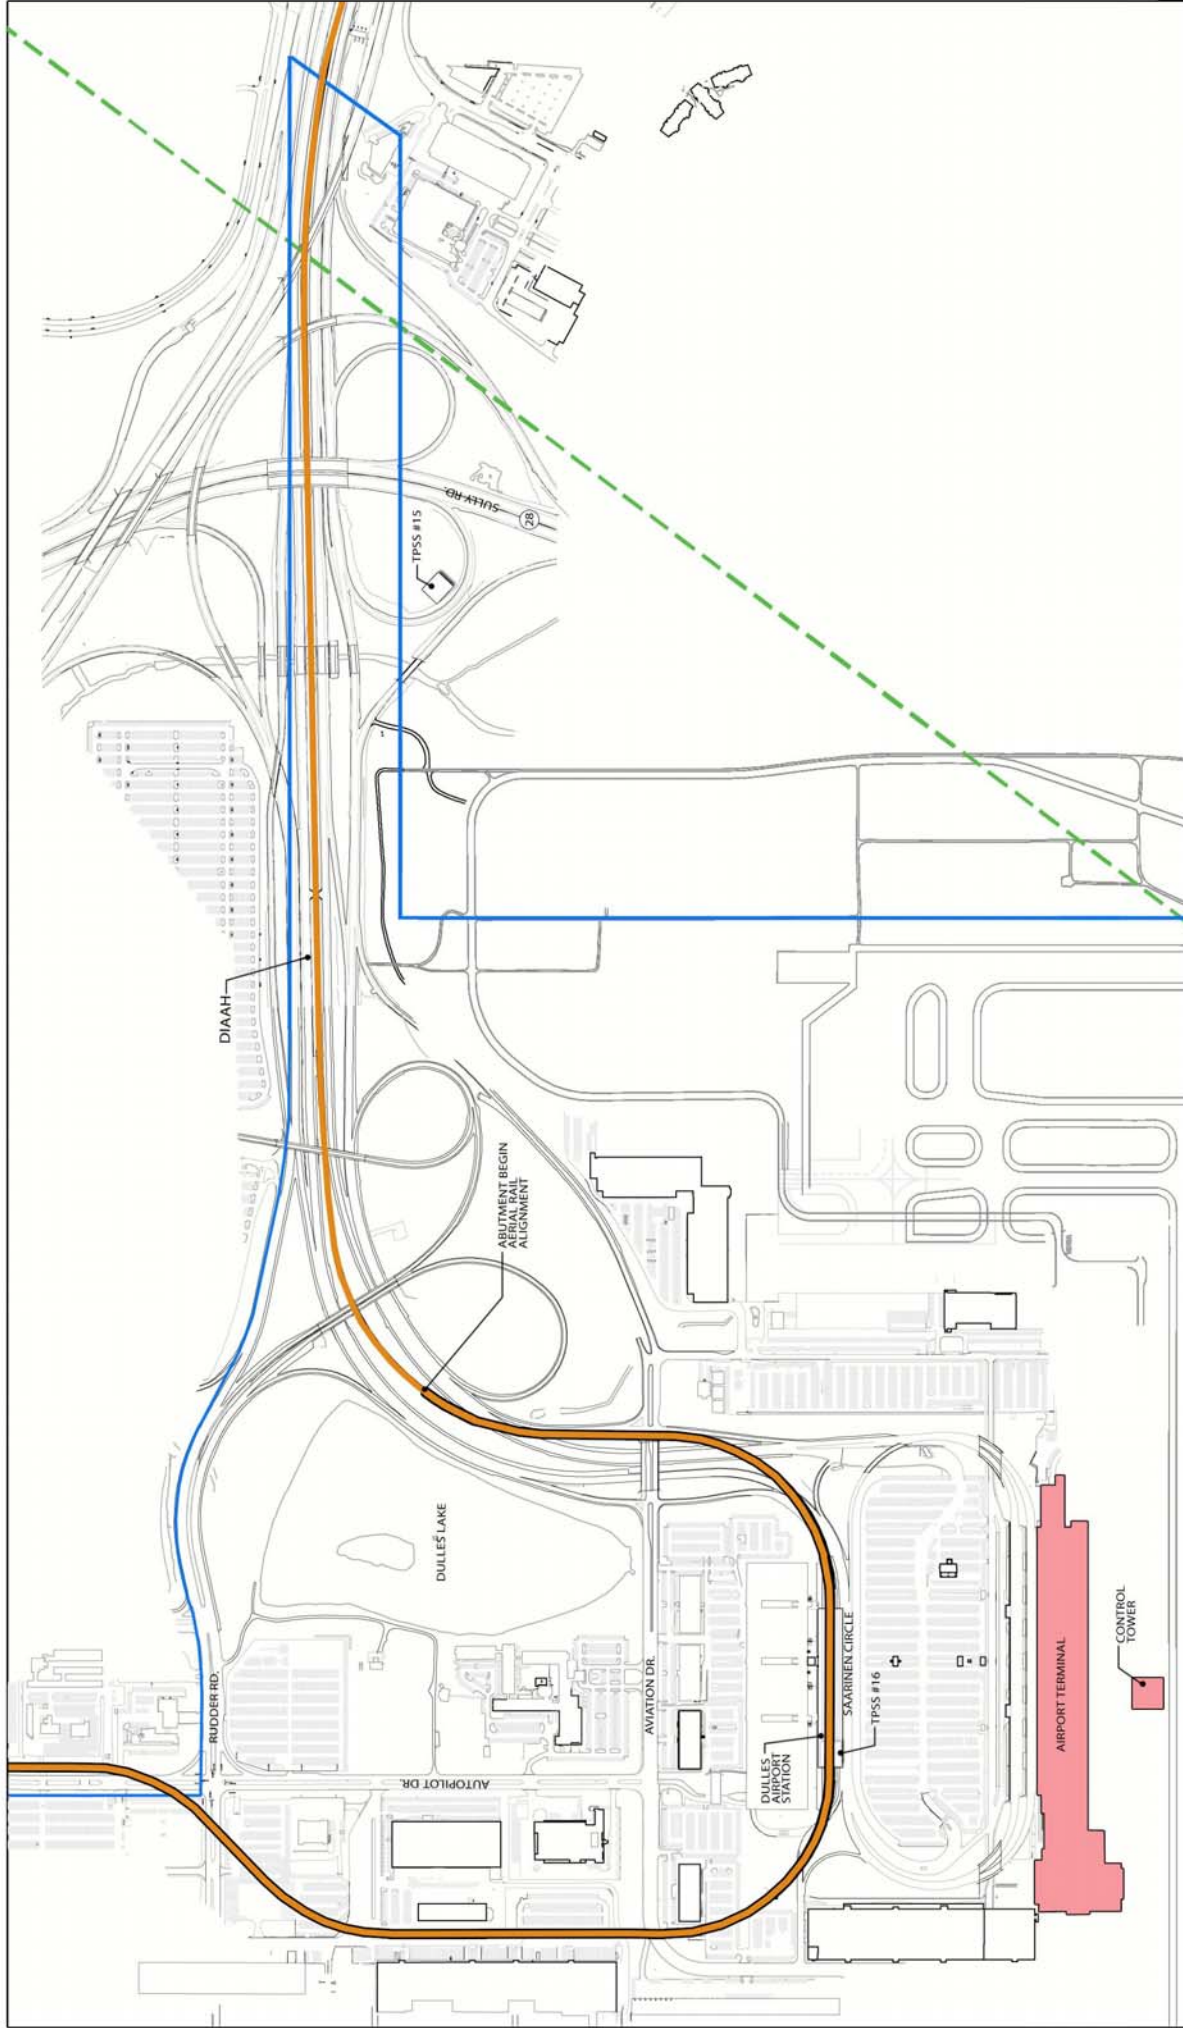 SULLY RD.
28
TPSS #15
DIAAH
ABUTMENT BEGIN
AERIAL RAIL
ALIGNMENT
DULLES LAKE
RUDDER RD.
AVIATION DR.
AUTOPILOT DR.
SAARINEN CIRCLE
TPSS #16
DULLES
AIRPORT
STATION
AIRPORT TERMINAL
CONTROL
TOWER